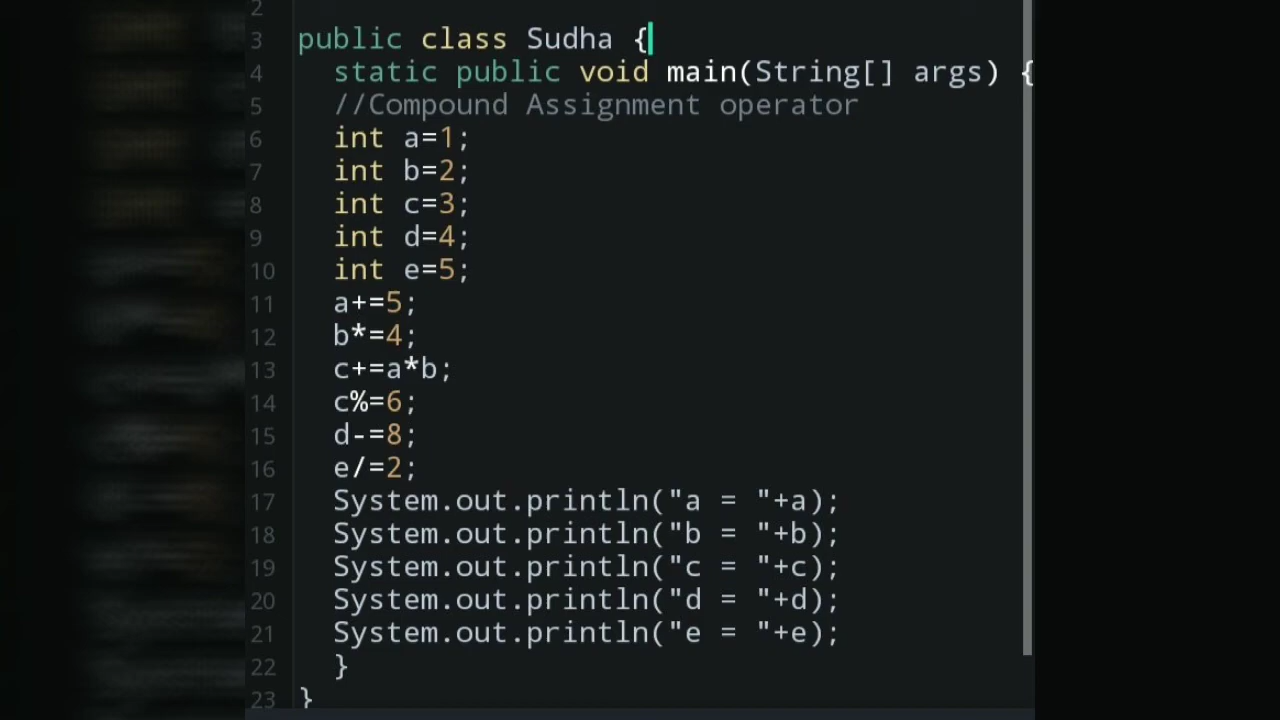 2
3 public class Sudha {
4 static public void main(String[] args) {
5 //Compound Assignment operator
6 int a=1;
7 int b=2;
8 int c=3;
9 int d=4;
10 int e=5;
11 a+=5;
12 b*=4;
13 c+=a*b;
14 c%=6;
15 d-=8;
16 e/=2;
17 System.out.println("a = "+a);
18 System.out.println("b = "+b);
19 System.out.println("c = "+c);
20 System.out.println("d = "+d);
21 System.out.println("e = "+e);
22 }
23 }